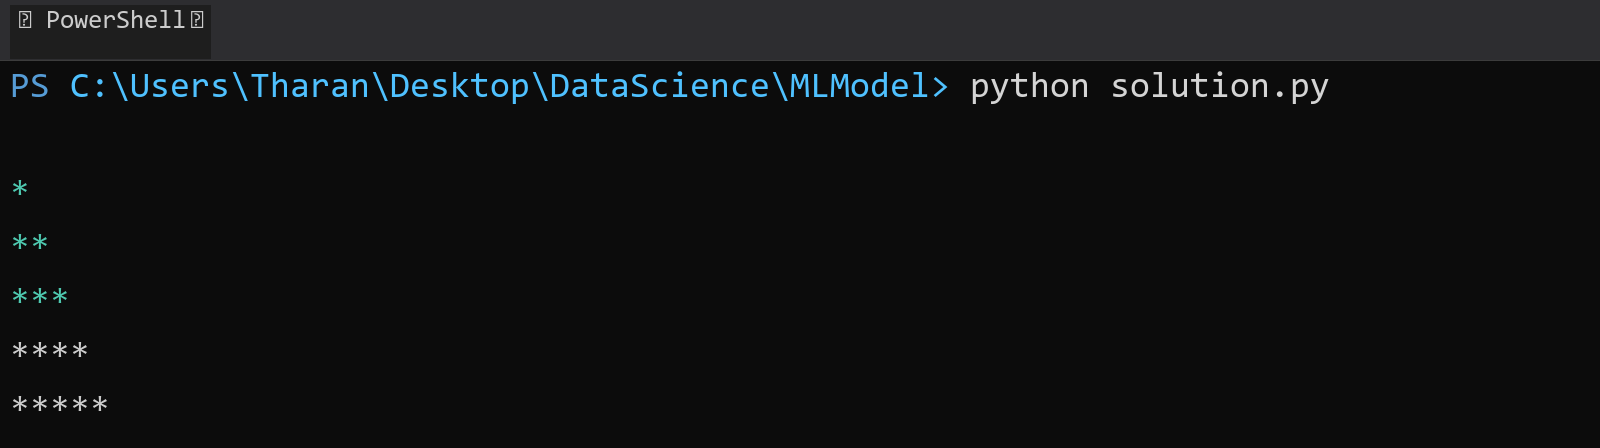 PowerShell
PS C:\Users\Tharan\Desktop\DataScience\MLModel> python solution.py
*
**
***
****
*****